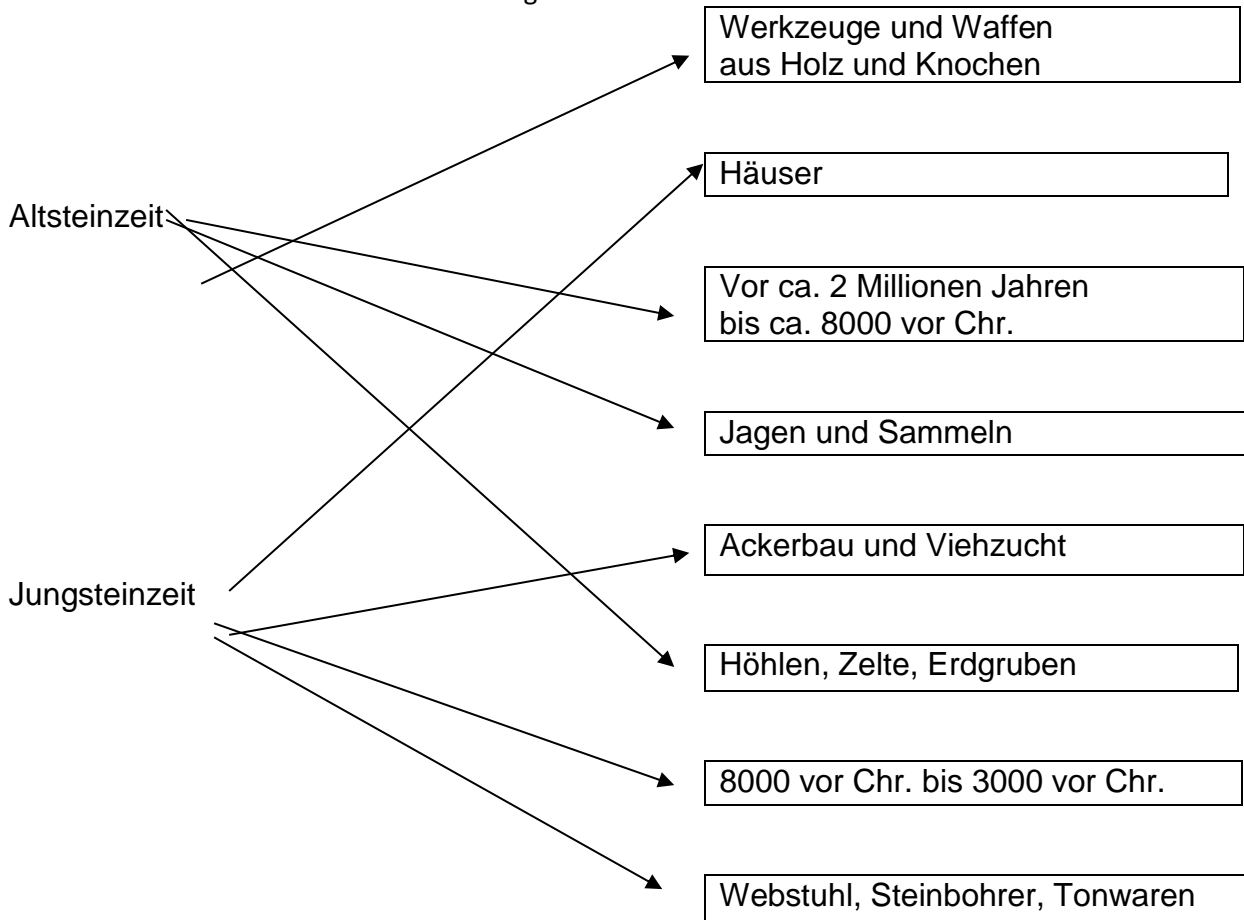 Werkzeuge und Waffen
aus Holz und Knochen
Häuser
Altsteinzeit
Vor ca. 2 Millionen Jahren
bis ca. 8000 vor Chr.
Jagen und Sammeln
Ackerbau und Viehzucht
Jungsteinzeit
Höhlen, Zelte, Erdgruben
8000 vor Chr. bis 3000 vor Chr.
Webstuhl, Steinbohrer, Tonwaren